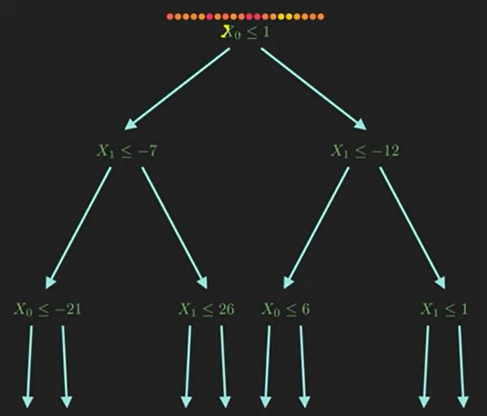 X₀ ≤ 1
X₁ ≤ −7
X₁ ≤ −12
X₀ ≤ −21
X₁ ≤ 26
X₀ ≤ 6
X₁ ≤ 1